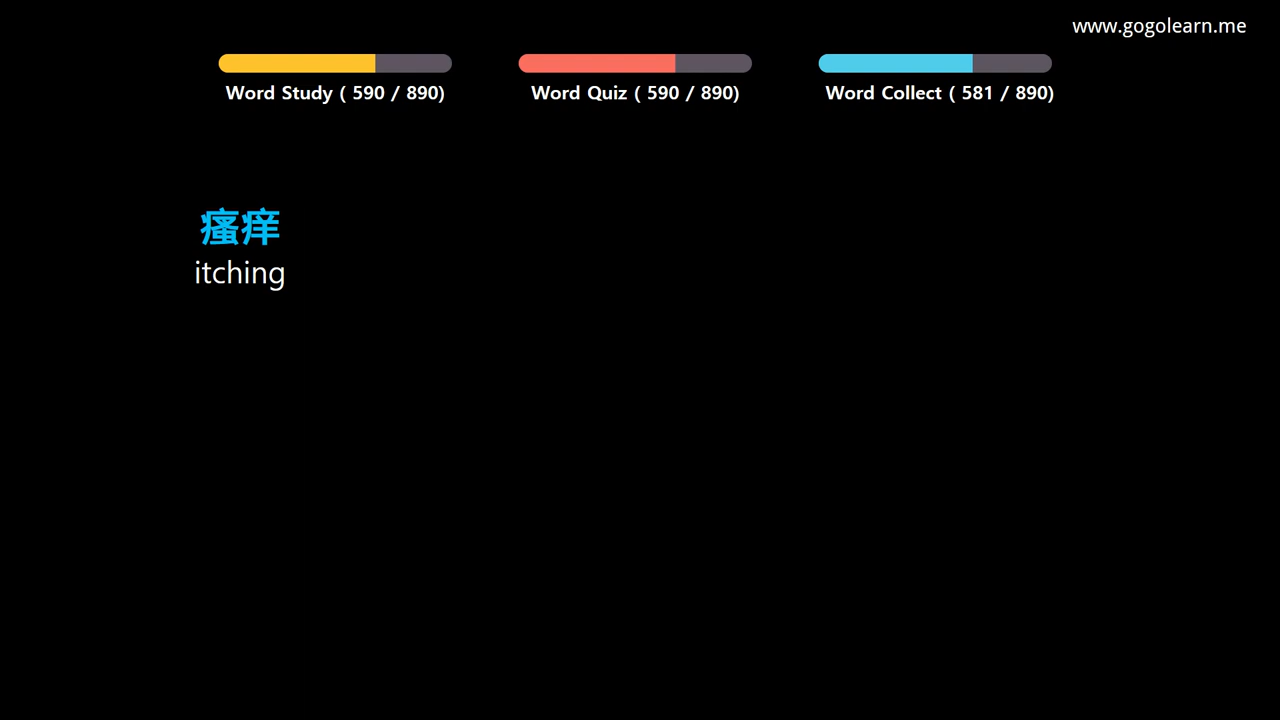 www.gogolearn.me
Word Study ( 590 / 890)
Word Quiz ( 590 / 890)
Word Collect ( 581 / 890)
瘙痒
itching